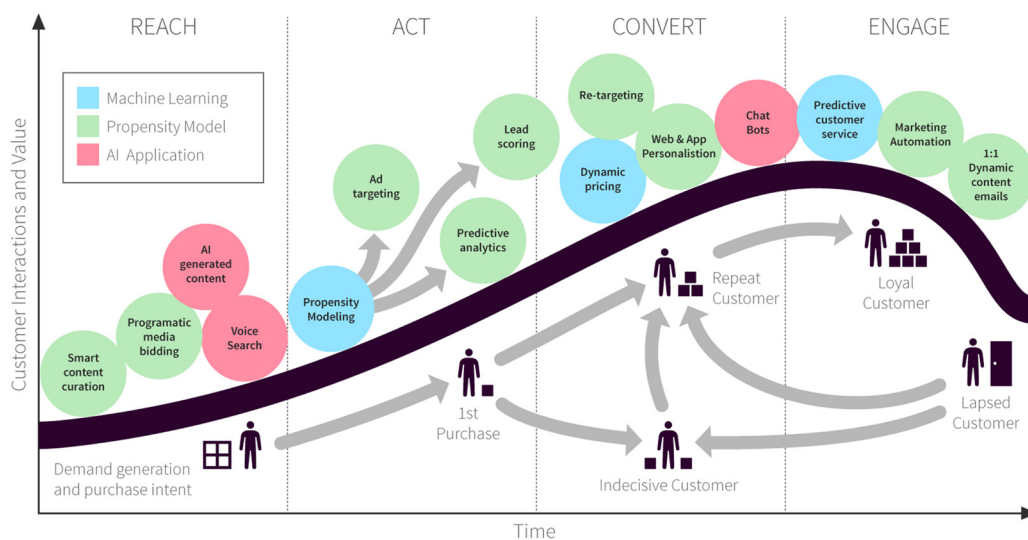 REACH
ACT
CONVERT
ENGAGE
Machine Learning
Propensity Model
AI Application
Customer Interactions and Value
Smart
content
curation
Programatic
media
bidding
AI
generated
content
Voice
Search
Propensity
Modeling
Ad
targeting
Lead
scoring
Predictive
analytics
Re-targeting
Dynamic
pricing
Web & App
Personalistion
Chat
Bots
Predictive
customer
service
Marketing
Automation
1:1
Dynamic
content
emails
Demand generation
and purchase intent
1st
Purchase
Repeat
Customer
Indecisive Customer
Loyal
Customer
Lapsed
Customer
Time